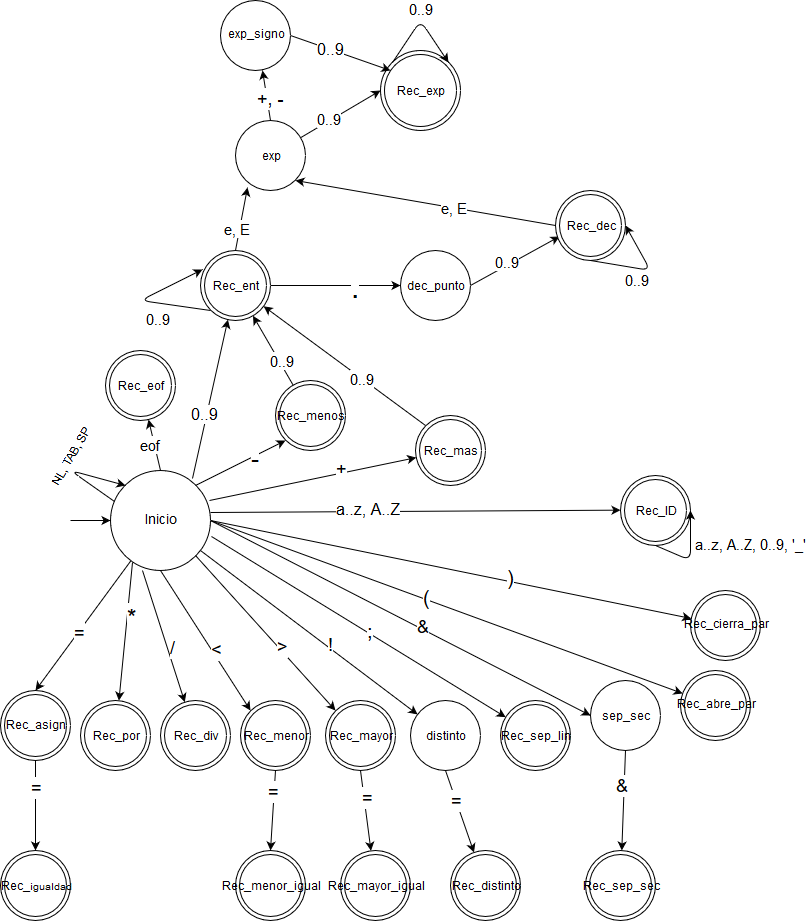 0..9
exp_signo
0..9
Rec_exp
+, -
0..9
exp
e, E
Rec_dec
e, E
0..9
0..9
Rec_ent
.
dec_punto
0..9
0..9
0..9
Rec_eof
0..9
Rec_menos
NL, TAB, SP
eof
-
Rec_mas
+
Inicio
a..z, A..Z
Rec_ID
a..z, A..Z, 0..9, '_'
)
(
&
;
!
>
<
/
*
=
Rec_cierra_par
Rec_abre_par
Rec_asign
Rec_por
Rec_div
Rec_menor
Rec_mayor
distinto
Rec_sep_lin
sep_sec
=
=
=
=
&
Rec_igualdad
Rec_menor_igual
Rec_mayor_igual
Rec_distinto
Rec_sep_sec